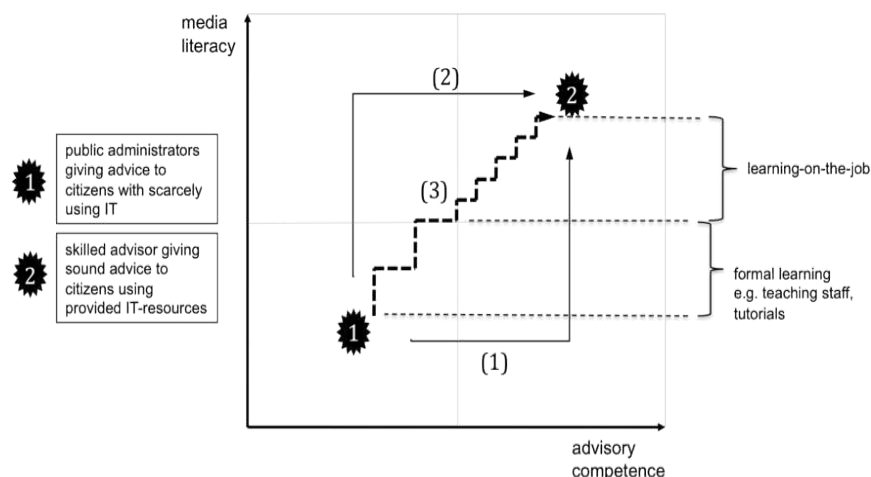 media
literacy
(2)
2
1
public administrators
giving advice to
citizens with scarcely
using IT
(3)
learning-on-the-job
2
skilled advisor giving
sound advice to
citizens using
provided IT-resources
formal learning
e.g. teaching staff,
tutorials
1
(1)
advisory
competence